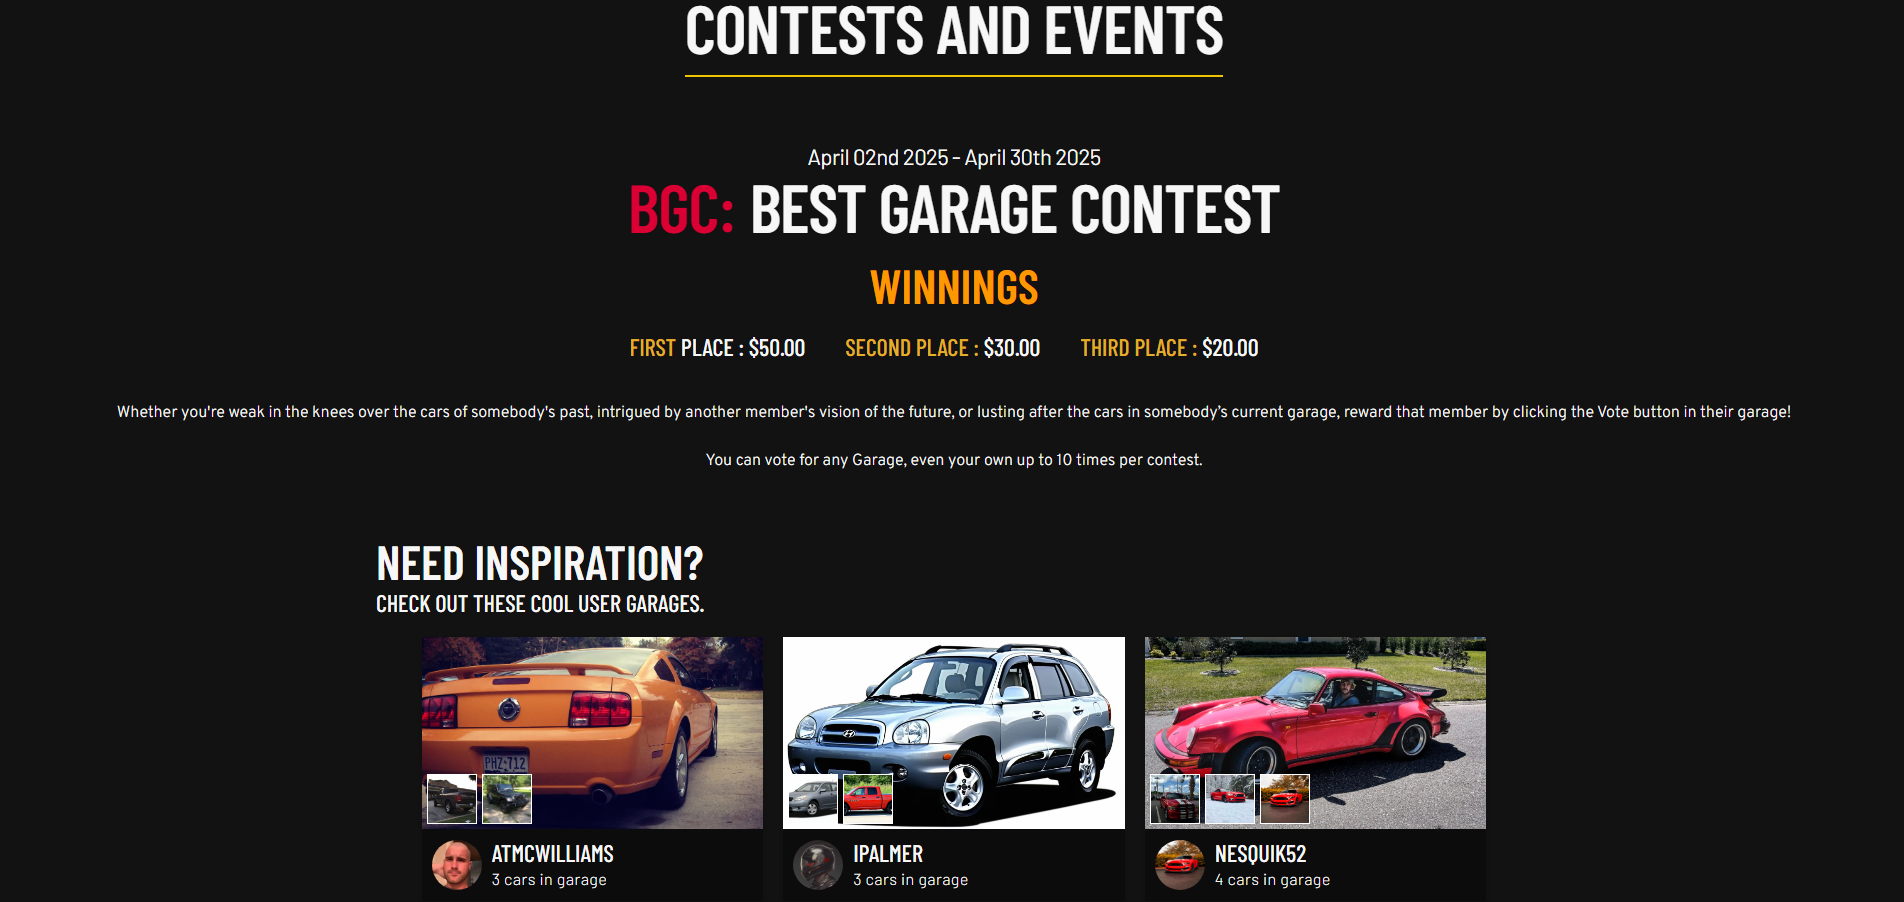 CONTESTS AND EVENTS
April 02nd 2025 - April 30th 2025
BGC: BEST GARAGE CONTEST
WINNINGS
FIRST PLACE : $50.00 SECOND PLACE : $30.00 THIRD PLACE : $20.00
Whether you're weak in the knees over the cars of somebody's past, intrigued by another member's vision of the future, or lusting after the cars in somebody’s current garage, reward that member by clicking the Vote button in their garage!
You can vote for any Garage, even your own up to 10 times per contest.
NEED INSPIRATION?
CHECK OUT THESE COOL USER GARAGES.
PHZ-712
ATMCWILLIAMS
3 cars in garage
IPALMER
3 cars in garage
NESQUIK52
4 cars in garage